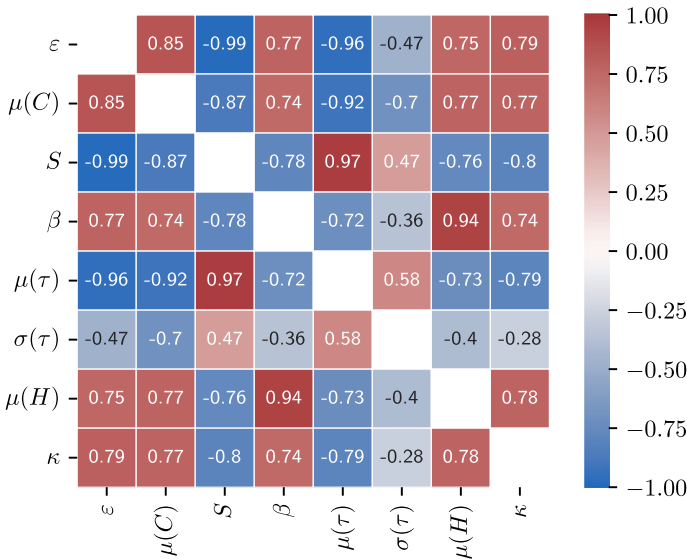 ε 0.85 -0.99 0.77 -0.96 -0.47 0.75 0.79
μ(C) 0.85 -0.87 0.74 -0.92 -0.7 0.77 0.77
S -0.99 -0.87 -0.78 0.97 0.47 -0.76 -0.8
β 0.77 0.74 -0.78 -0.72 -0.36 0.94 0.74
μ(τ) -0.96 -0.92 0.97 -0.72 0.58 -0.73 -0.79
σ(τ) -0.47 -0.7 0.47 -0.36 0.58 -0.4 -0.28
μ(H) 0.75 0.77 -0.76 0.94 -0.73 -0.4 0.78
κ 0.79 0.77 -0.8 0.74 -0.79 -0.28 0.78
ε μ(C) S β μ(τ) σ(τ) μ(H) κ
1.00
0.75
0.50
0.25
0.00
−0.25
−0.50
−0.75
−1.00